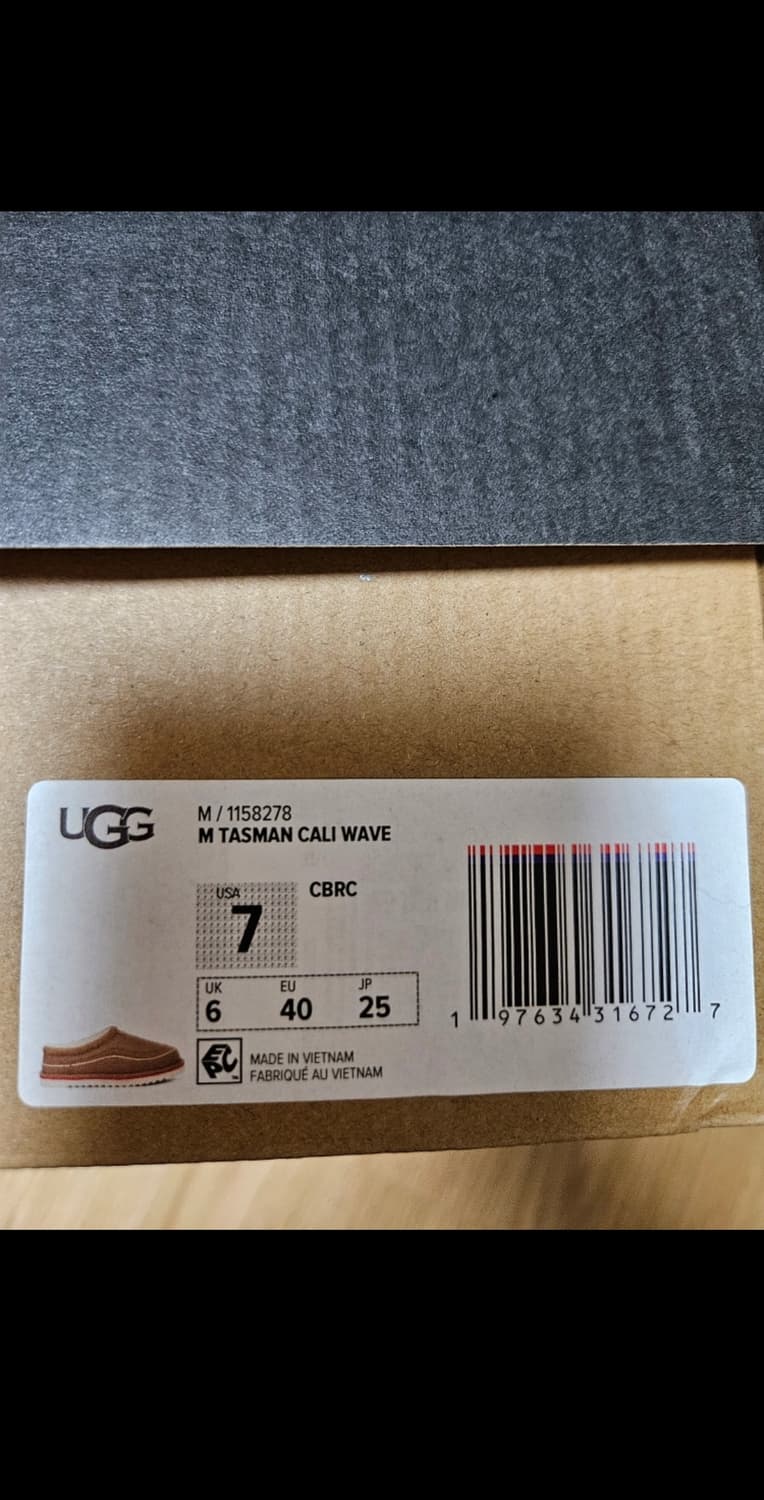 UGG
M / 1158278
M TASMAN CALI WAVE
USA
7
CBRC
UK EU JP
6 40 25
EPC™
MADE IN VIETNAM
FABRIQUÉ AU VIETNAM
1 97634 31672 7